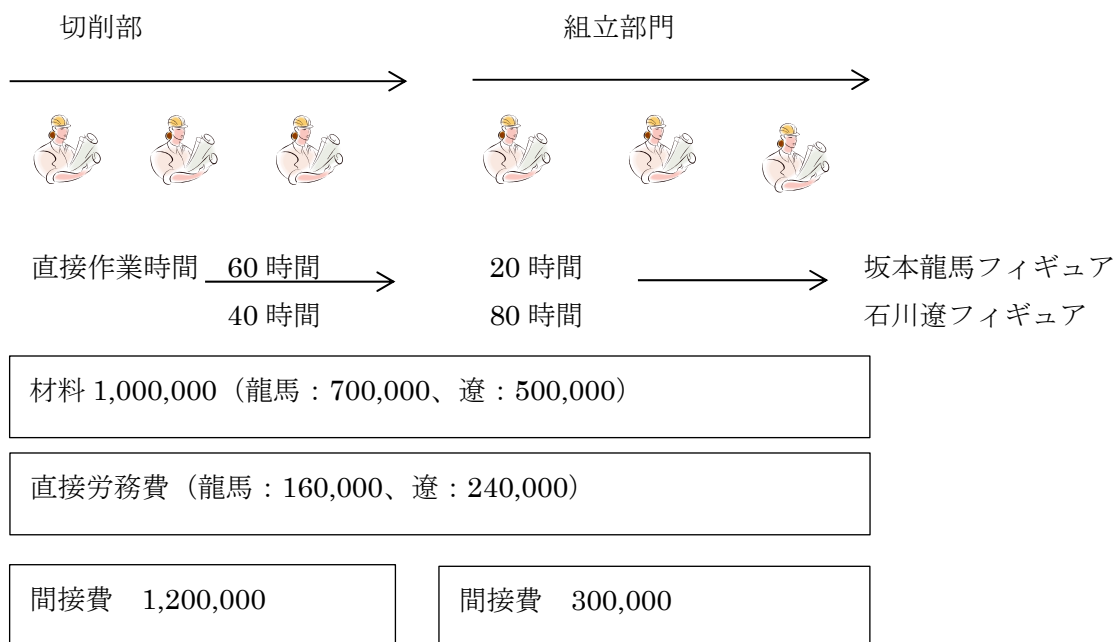 切削部 組立部門
直接作業時間 60 時間 20 時間 坂本龍馬フィギュア
40 時間 80 時間 石川遼フィギュア
材料 1,000,000（龍馬：700,000、遼：500,000）
直接労務費（龍馬：160,000、遼：240,000）
間接費 1,200,000 間接費 300,000